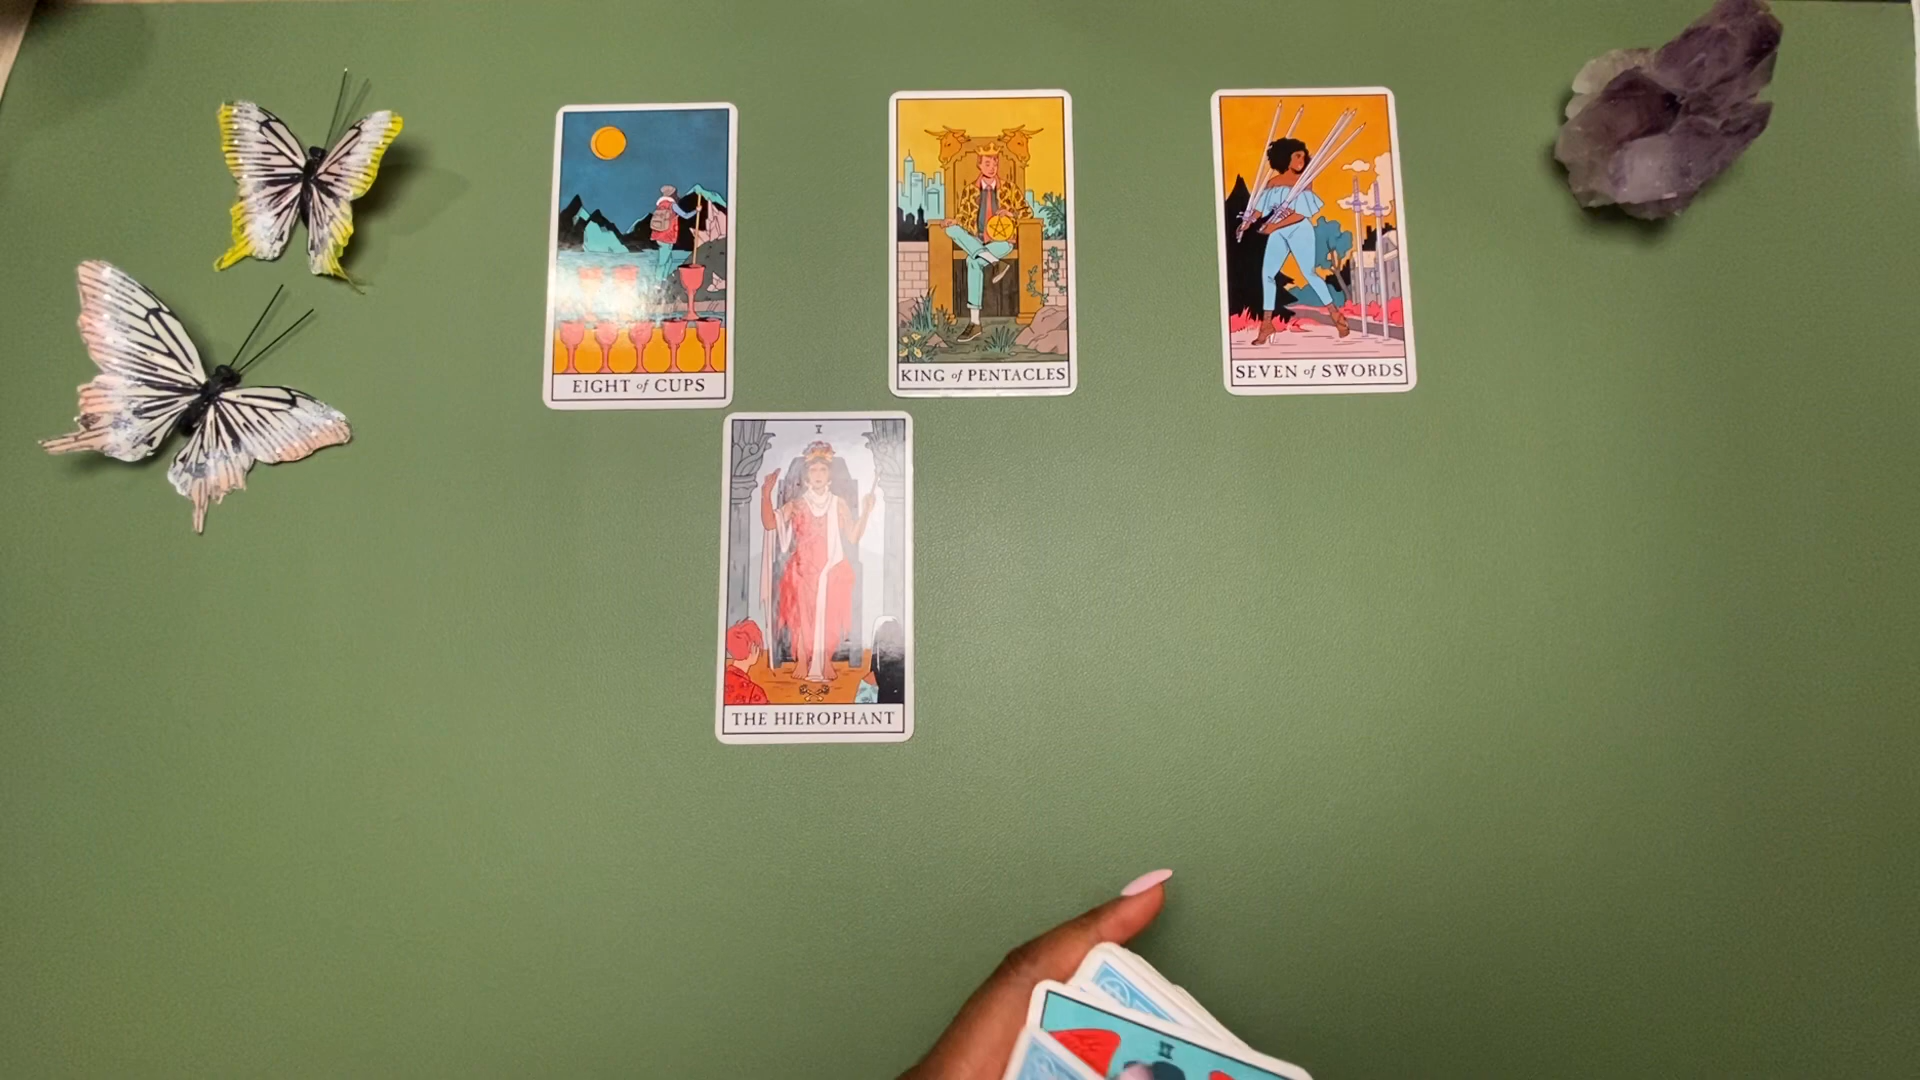 EIGHT of CUPS
KING of PENTACLES
SEVEN of SWORDS
V
THE HIEROPHANT